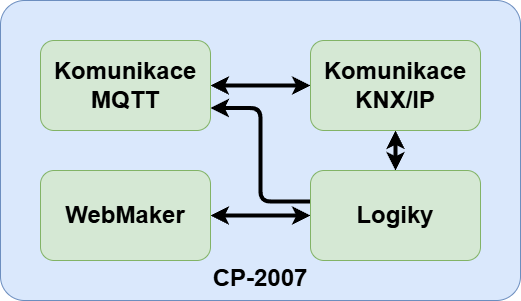 Komunikace
MQTT
Komunikace
KNX/IP
WebMaker
Logiky
CP-2007